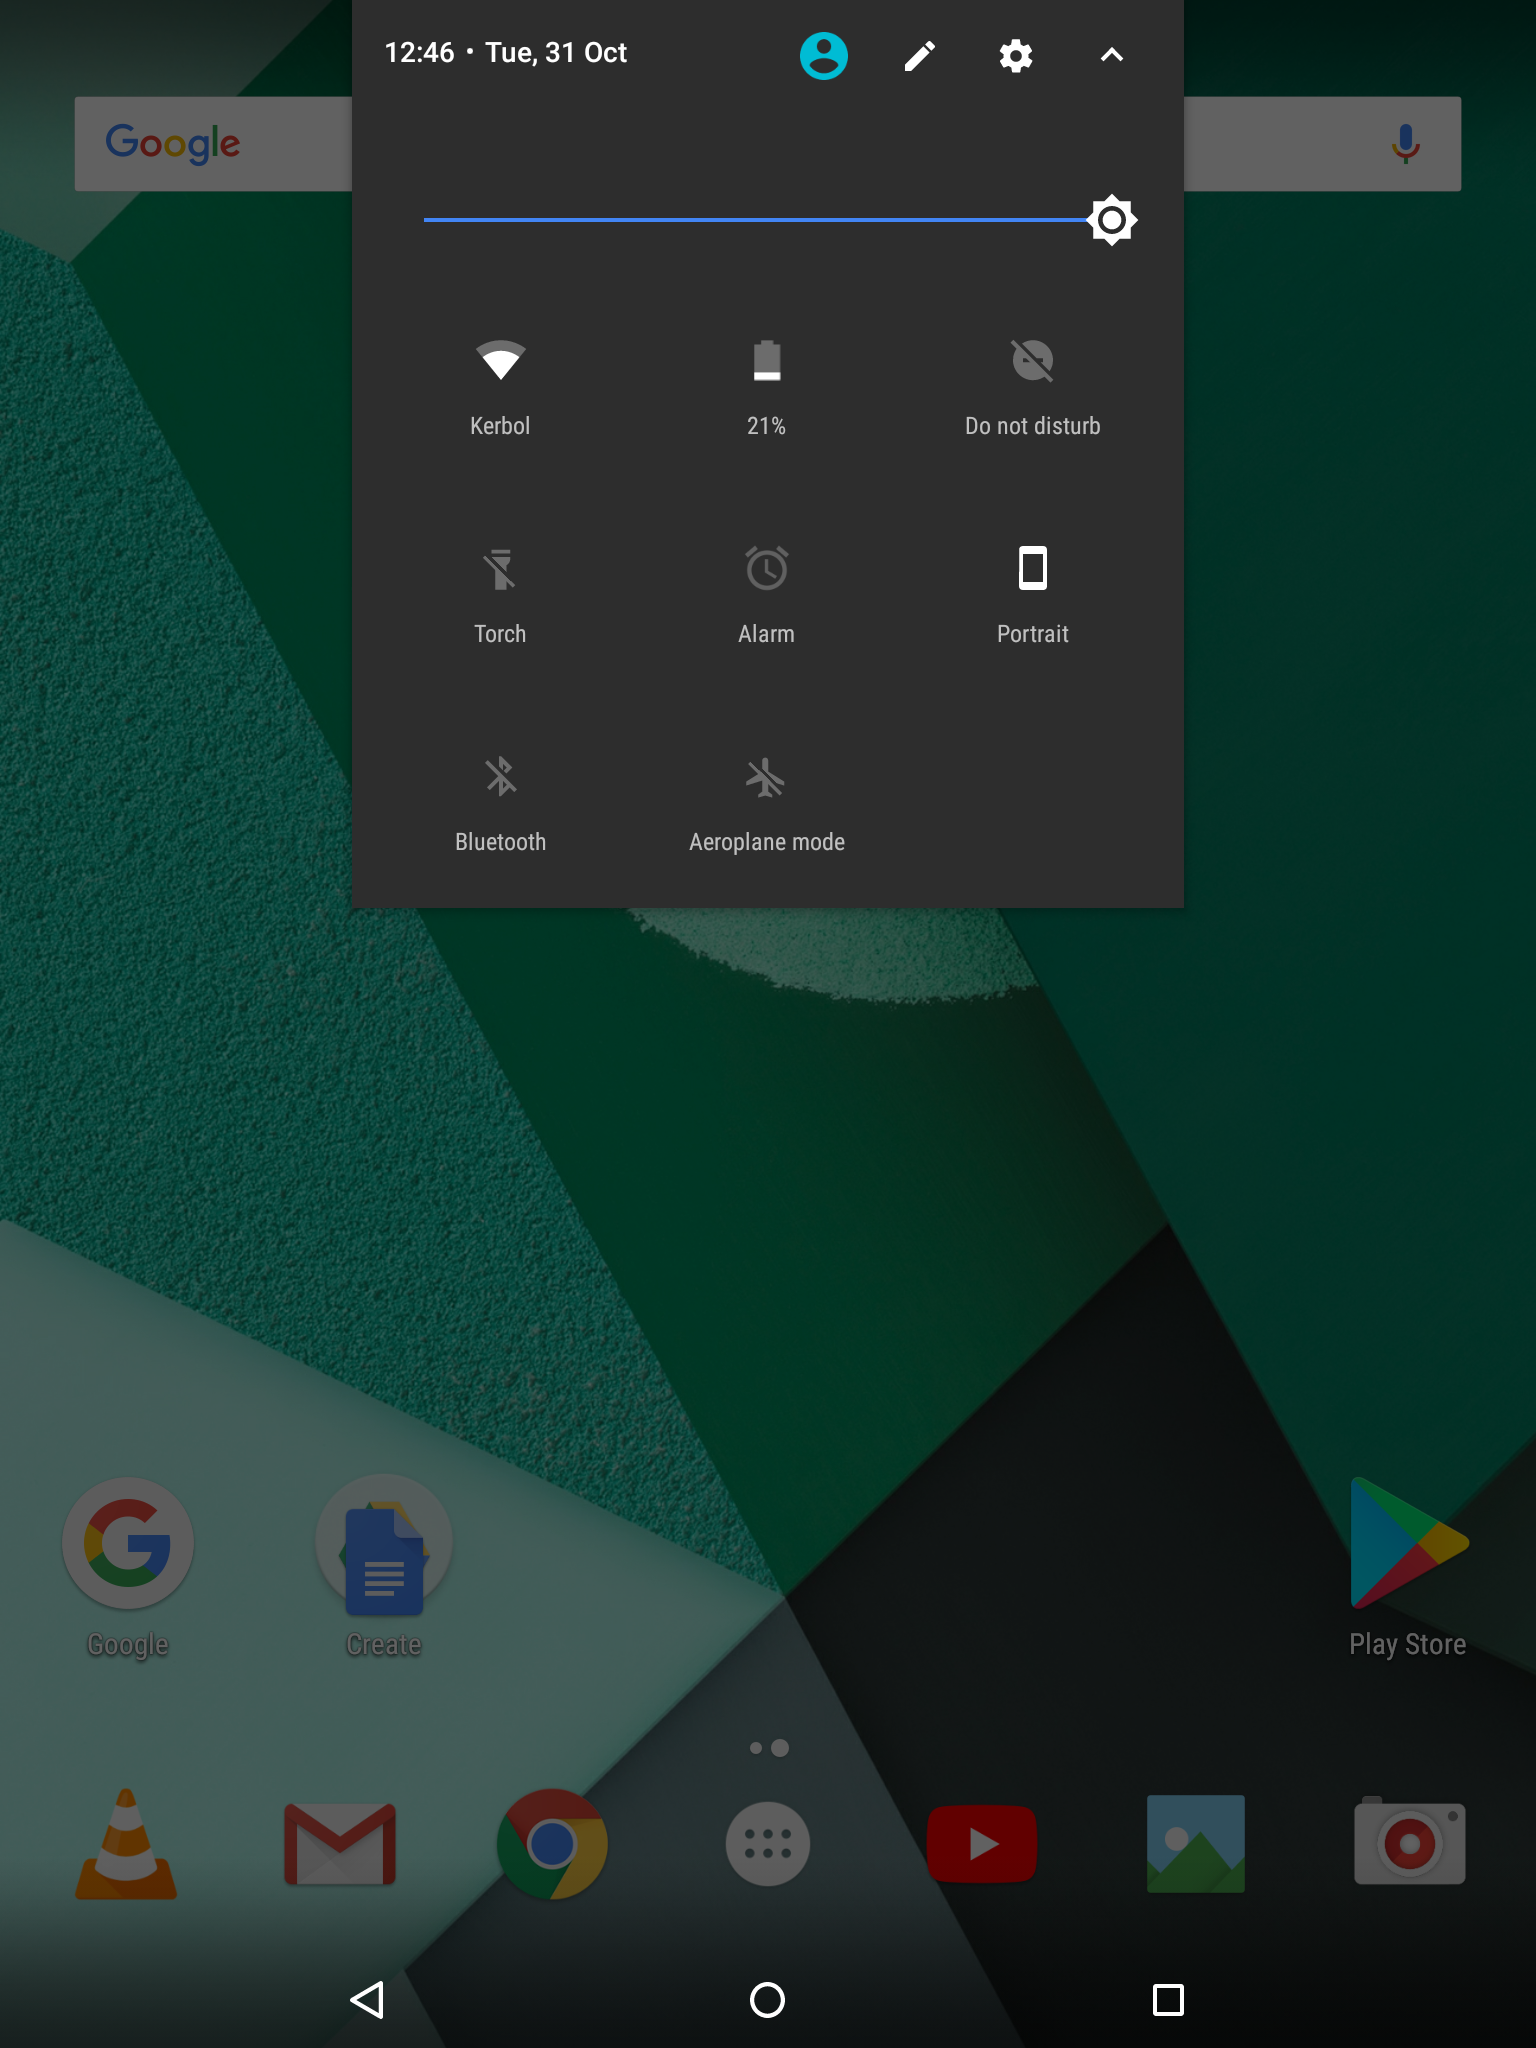 12:46 • Tue, 31 Oct
Google
Kerbol
21%
Do not disturb
Torch
Alarm
Portrait
Bluetooth
Aeroplane mode
Google
Create
Play Store